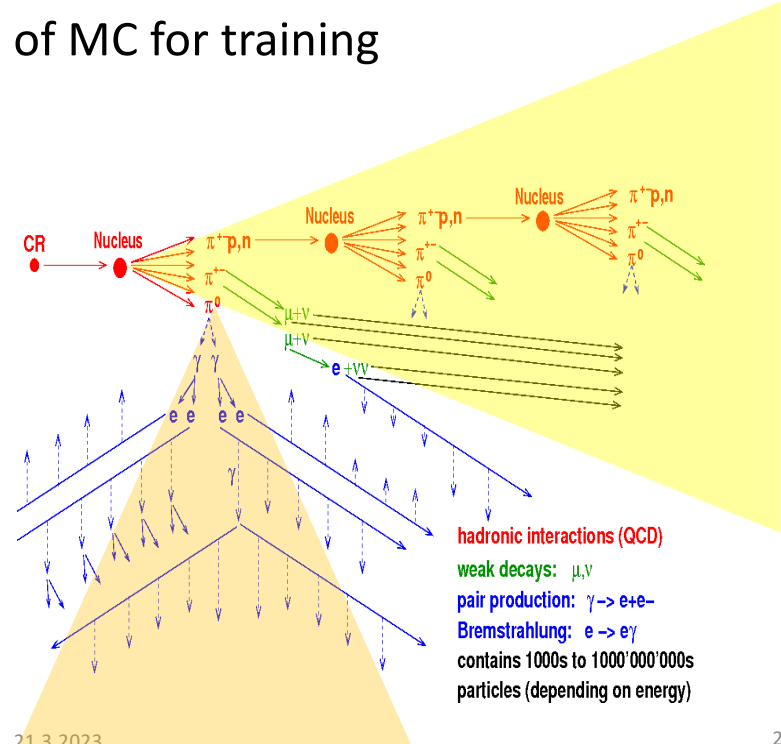 of MC for training
CR
Nucleus
π⁺⁻p,n
π⁺⁻
π⁰
Nucleus
π⁺⁻p,n
π⁺⁻
π⁰
Nucleus
π⁺⁻p,n
π⁺⁻
π⁰
μ+ν
μ+ν
e +νν
γ γ
e e e e
γ
hadronic interactions (QCD)
weak decays: μ,ν
pair production: γ −> e+e−
Bremstrahlung: e −> eγ
contains 1000s to 1000'000'000s
particles (depending on energy)
21.3.2023
2